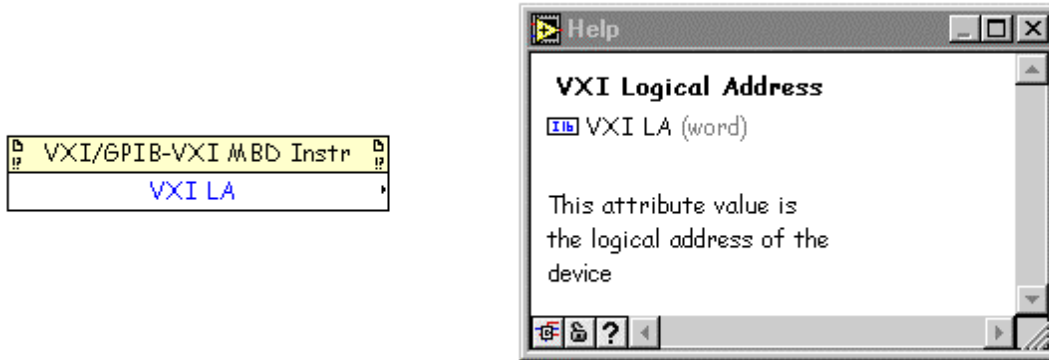 VXI/GPIB-VXI MBD Instr
VXI LA
Help
VXI Logical Address
I16 VXI LA (word)
This attribute value is
the logical address of the
device
?